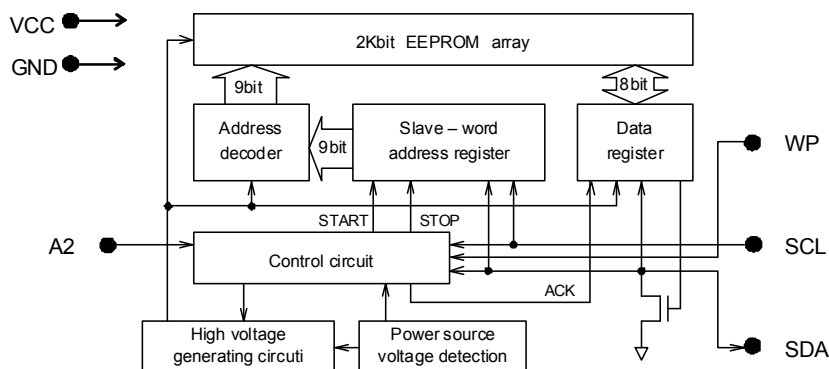 VCC
GND
2Kbit EEPROM array
9bit
8bit
Address
decoder
9bit
Slave – word
address register
Data
register
WP
START
STOP
A2
Control circuit
SCL
ACK
High voltage
generating circuti
Power source
voltage detection
SDA